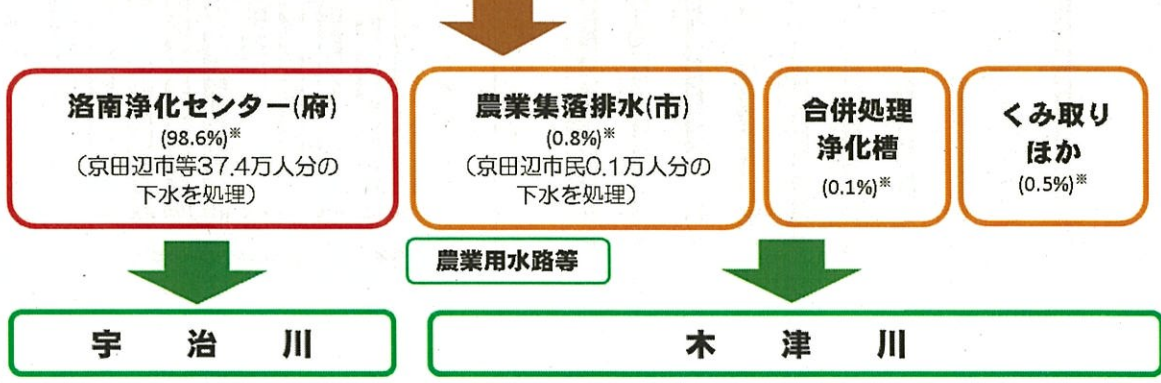 洛南浄化センター(府)
(98.6%)※
(京田辺市等37.4万人分の
下水を処理)
農業集落排水(市)
(0.8%)※
(京田辺市民0.1万人分の
下水を処理)
合併処理
浄化槽
(0.1%)※
くみ取り
ほか
(0.5%)※
農業用水路等
宇治川
木津川